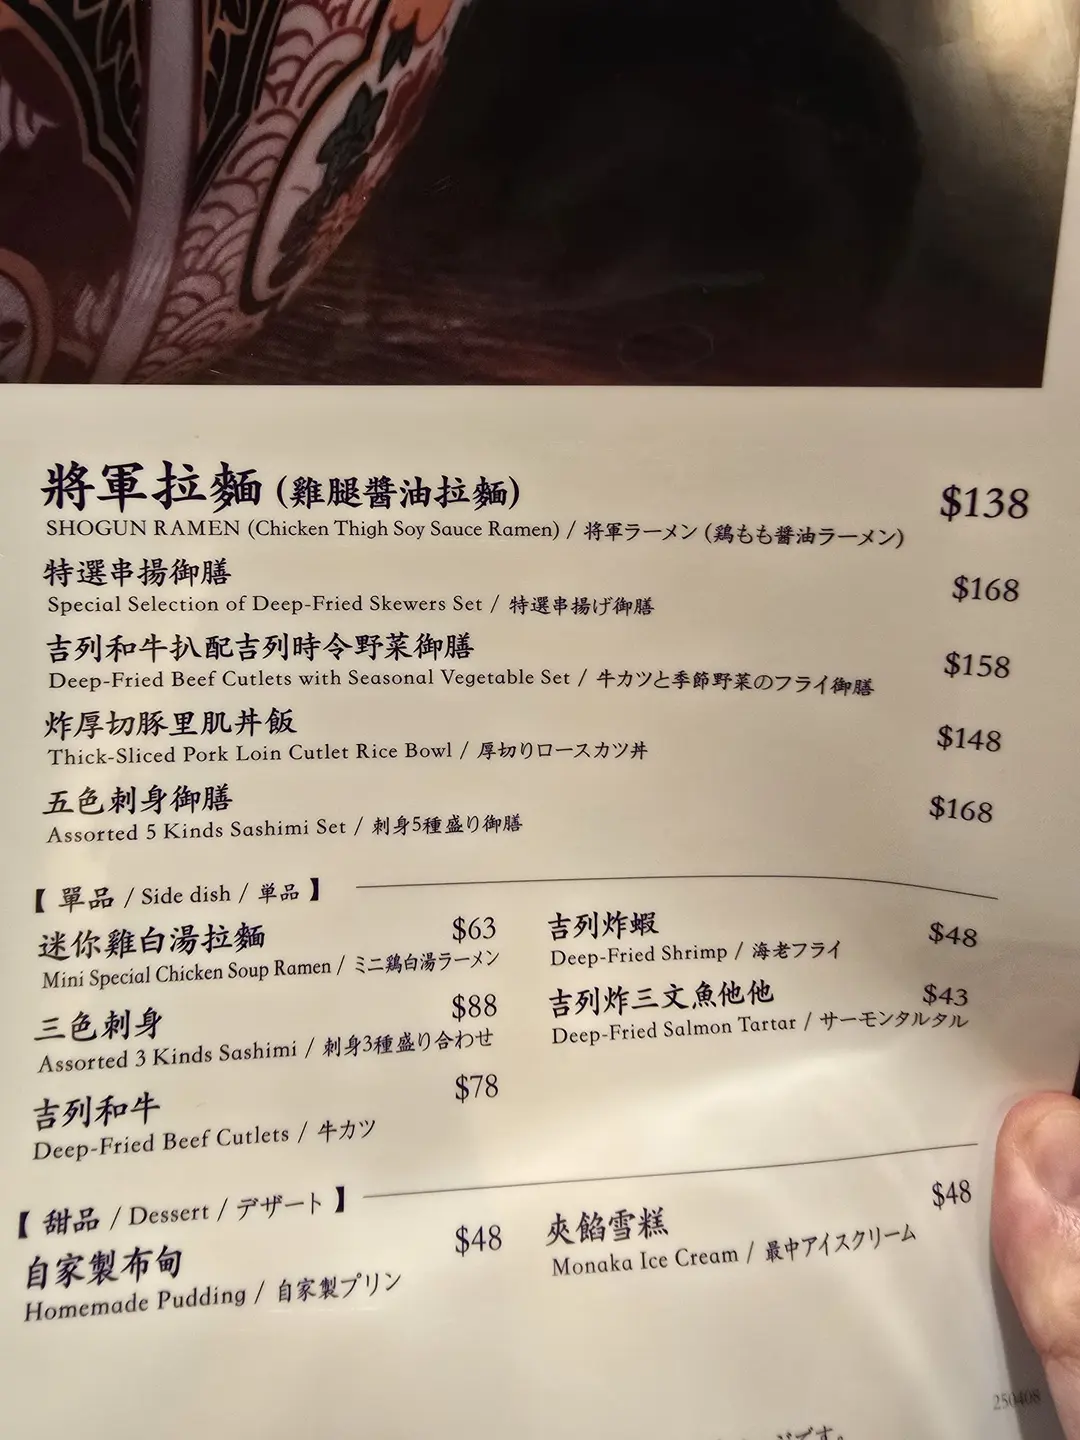 將軍拉麵 (雞腿醬油拉麵) $138
SHOGUN RAMEN (Chicken Thigh Soy Sauce Ramen) / 将軍ラーメン (鶏もも醤油ラーメン)
特選串揚御膳 $168
Special Selection of Deep-Fried Skewers Set / 特選串揚げ御膳
吉列和牛扒配吉列時令野菜御膳 $158
Deep-Fried Beef Cutlets with Seasonal Vegetable Set / 牛カツと季節野菜のフライ御膳
炸厚切豚里肌丼飯 $148
Thick-Sliced Pork Loin Cutlet Rice Bowl / 厚切りロースカツ丼
五色刺身御膳 $168
Assorted 5 Kinds Sashimi Set / 刺身5種盛り御膳
【 單品 / Side dish / 単品 】
迷你雞白湯拉麵 $63
Mini Special Chicken Soup Ramen / ミニ鶏白湯ラーメン
三色刺身 $88
Assorted 3 Kinds Sashimi / 刺身3種盛り合わせ
吉列和牛 $78
Deep-Fried Beef Cutlets / 牛カツ
吉列炸蝦 $48
Deep-Fried Shrimp / 海老フライ
吉列炸三文魚他他 $43
Deep-Fried Salmon Tartar / サーモンタルタル
【 甜品 / Dessert / デザート 】
自家製布甸 $48
Homemade Pudding / 自家製プリン
夾餡雪糕 $48
Monaka Ice Cream / 最中アイスクリーム
250408
です。